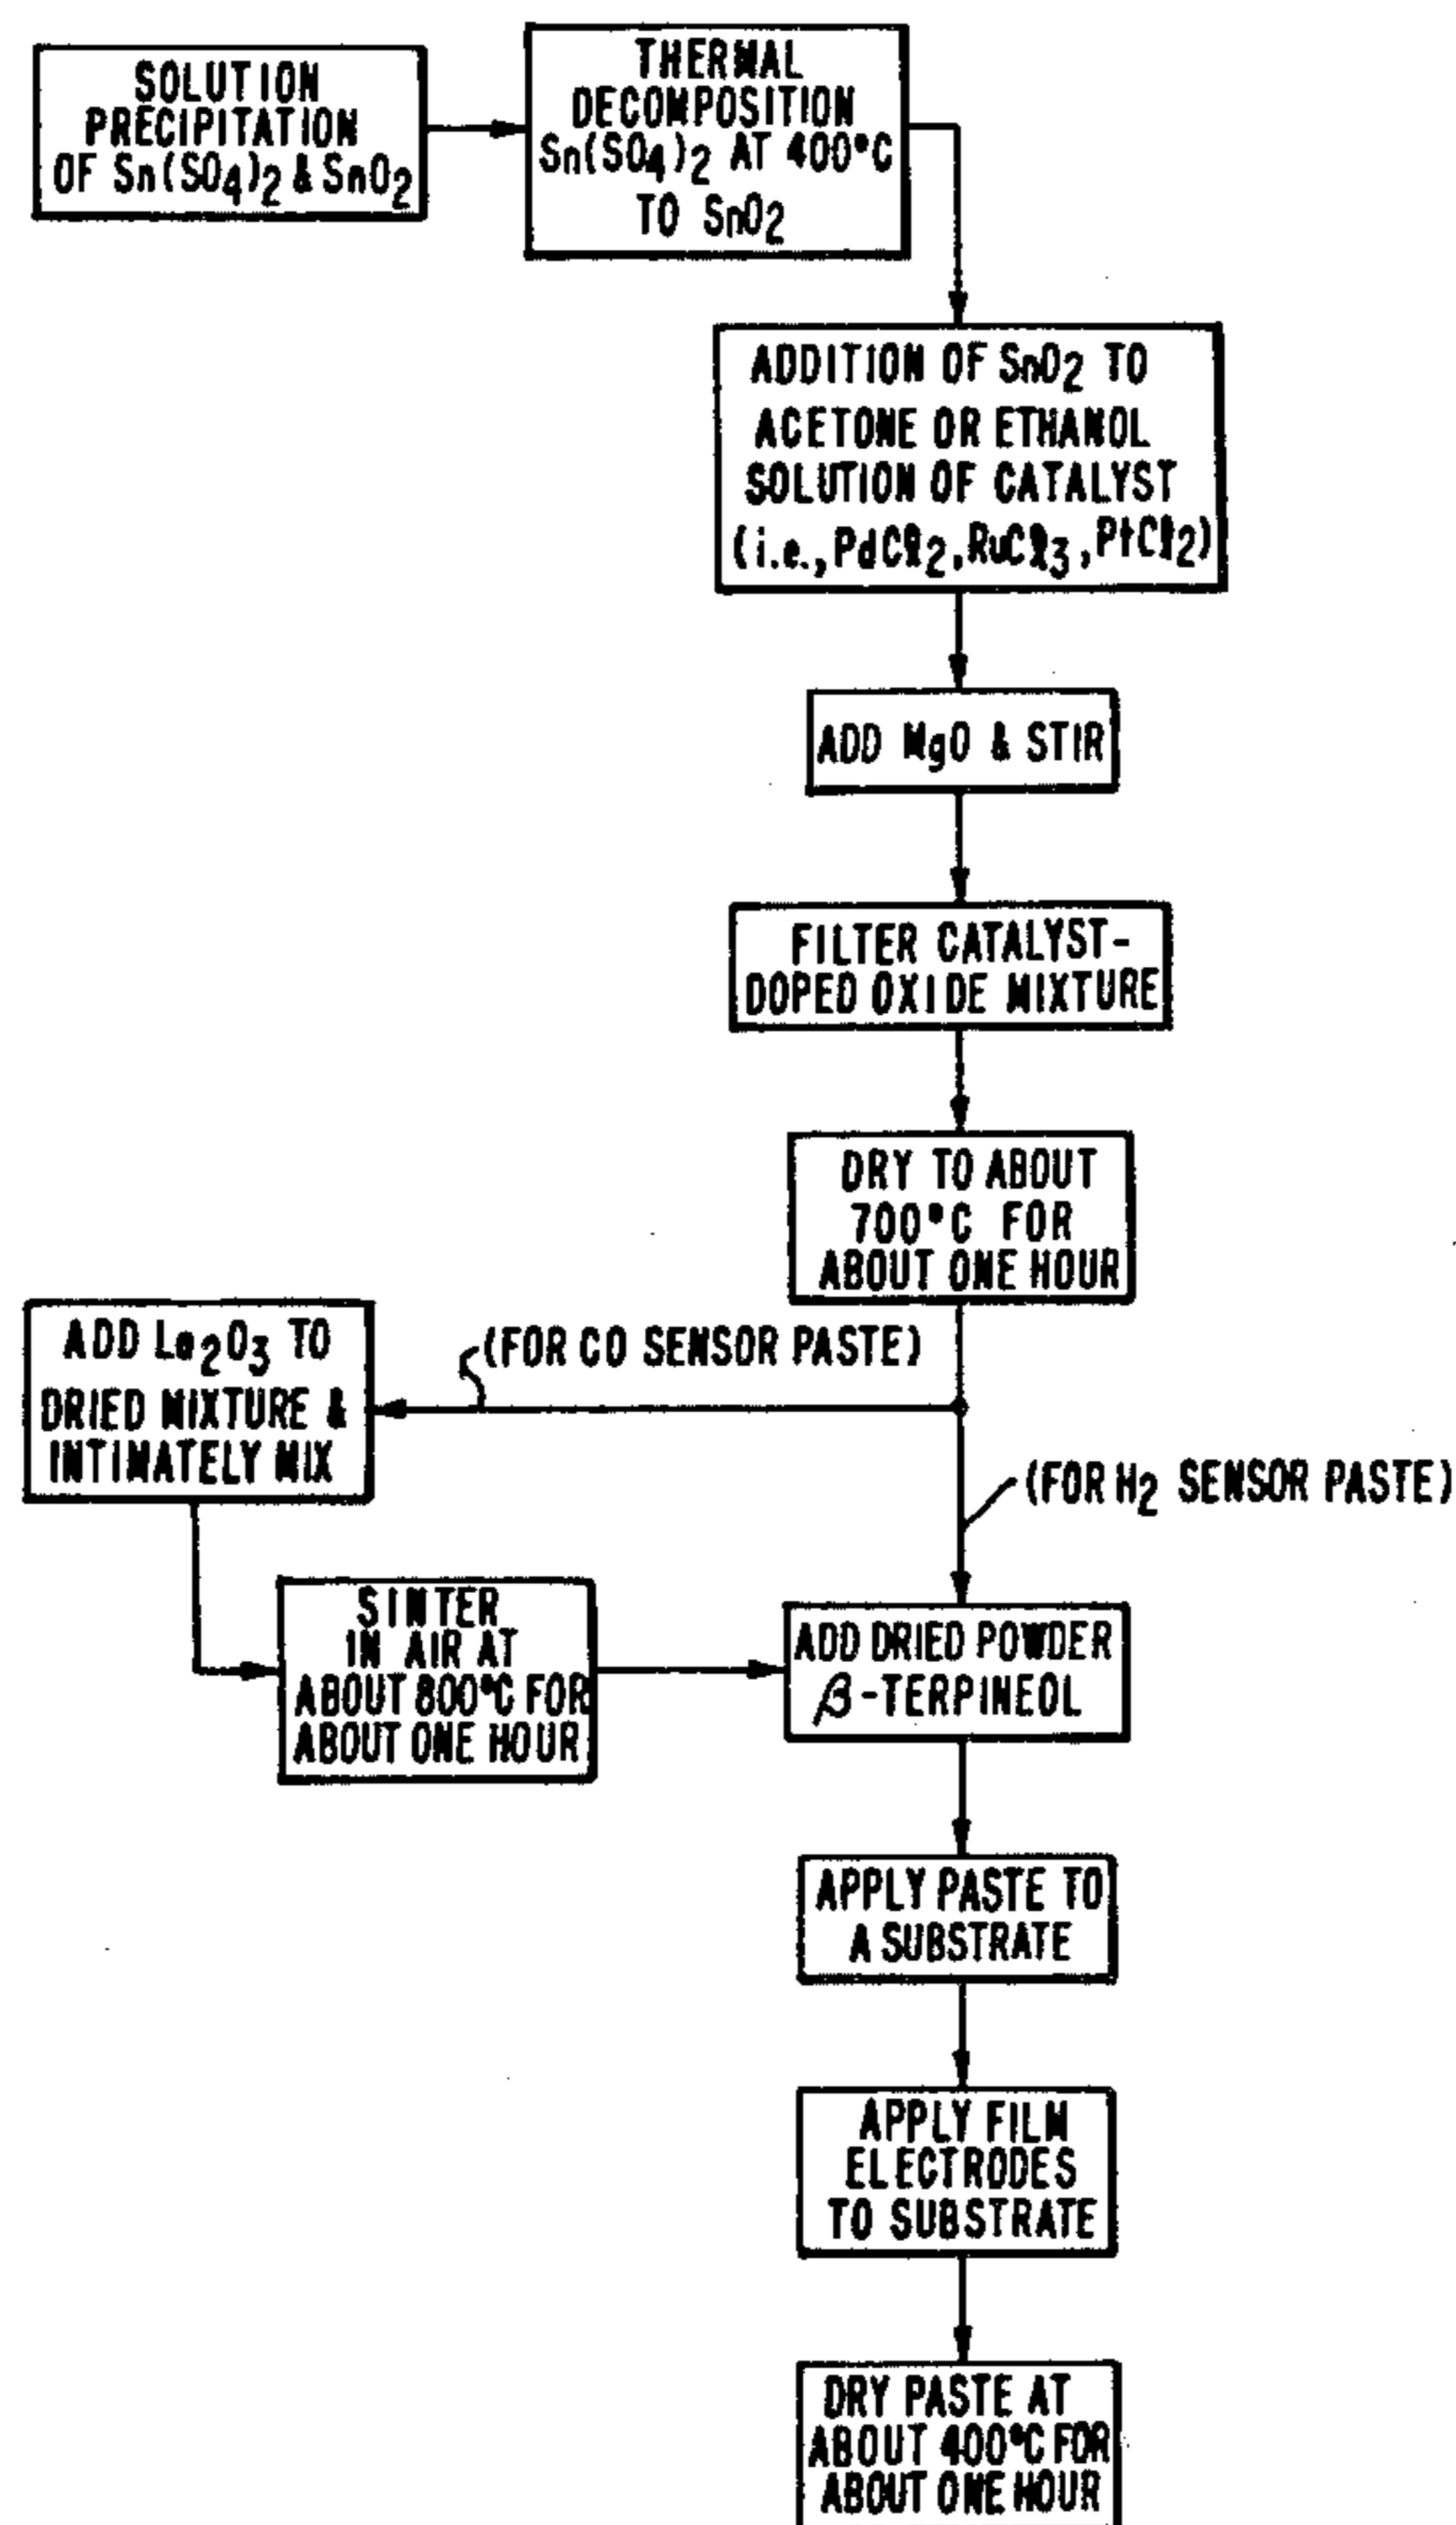 SOLUTION
PRECIPITATION
OF Sn(SO4)2 & SnO2
THERMAL
DECOMPOSITION
Sn(SO4)2 AT 400°C
TO SnO2
ADDITION OF SnO2 TO
ACETONE OR ETHANOL
SOLUTION OF CATALYST
(i.e., PdCl2, RuCl3, PtCl2)
ADD MgO & STIR
FILTER CATALYST-
DOPED OXIDE MIXTURE
DRY TO ABOUT
700°C FOR
ABOUT ONE HOUR
(FOR CO SENSOR PASTE)
ADD La2O3 TO
DRIED MIXTURE &
INTIMATELY MIX
(FOR H2 SENSOR PASTE)
SINTER
IN AIR AT
ABOUT 800°C FOR
ABOUT ONE HOUR
ADD DRIED POWDER
β-TERPINEOL
APPLY PASTE TO
A SUBSTRATE
APPLY FILM
ELECTRODES
TO SUBSTRATE
DRY PASTE AT
ABOUT 400°C FOR
ABOUT ONE HOUR